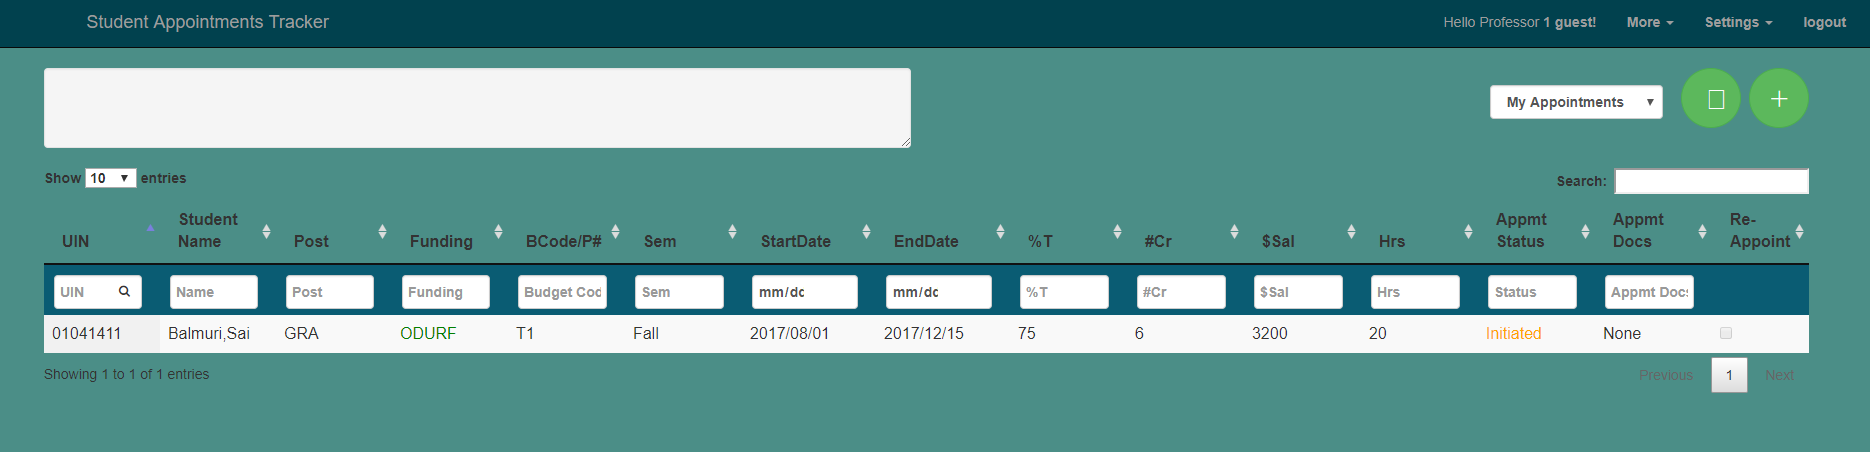 Student Appointments Tracker Hello Professor 1 guest! More Settings logout
My Appointments
+
Show 10 entries Search:
UIN Student Name Post Funding BCode/P# Sem StartDate EndDate %T #Cr $Sal Hrs Appmt Status Appmt Docs Re-Appoint
UIN Name Post Funding Budget Cod Sem mm/dc mm/dc %T #Cr $Sal Hrs Status Appmt Docs
01041411 Balmuri,Sai GRA ODURF T1 Fall 2017/08/01 2017/12/15 75 6 3200 20 Initiated None
Showing 1 to 1 of 1 entries Previous 1 Next